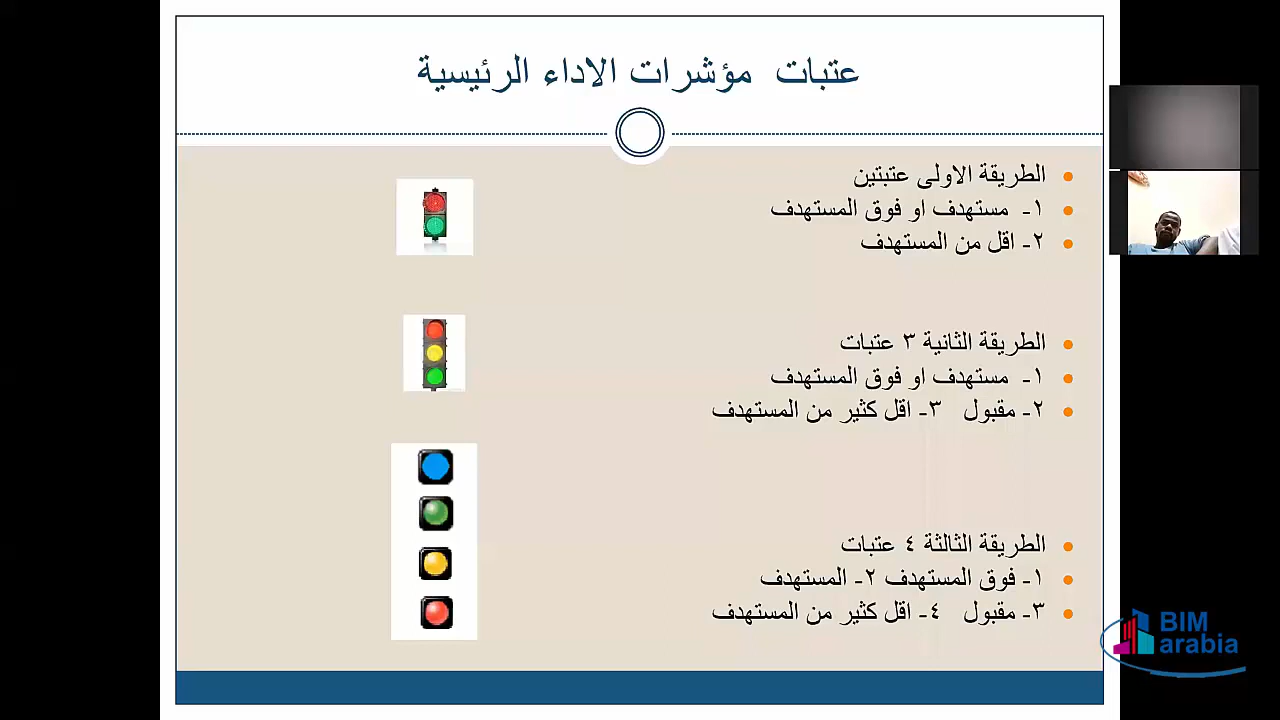 عتبات مؤشرات الاداء الرئيسية
الطريقة الاولى عتبتين
١- مستهدف او فوق المستهدف
٢- اقل من المستهدف
الطريقة الثانية ٣ عتبات
١- مستهدف او فوق المستهدف
٢- مقبول ٣- اقل كثير من المستهدف
الطريقة الثالثة ٤ عتبات
١- فوق المستهدف ٢- المستهدف
٣- مقبول ٤- اقل كثير من المستهدف
BIM
arabia